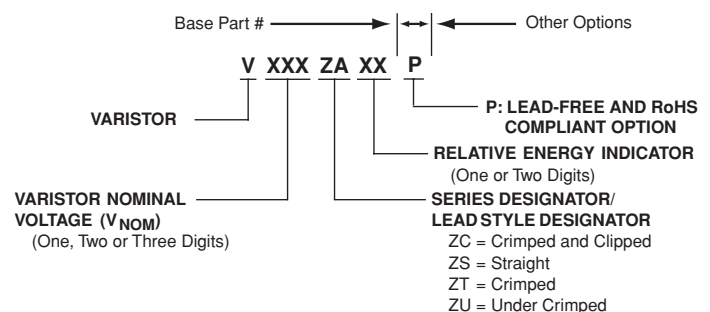 Base Part #
Other Options
V XXX ZA XX P
P: LEAD-FREE AND RoHS
COMPLIANT OPTION
VARISTOR
RELATIVE ENERGY INDICATOR
(One or Two Digits)
VARISTOR NOMINAL
VOLTAGE (VNOM)
(One, Two or Three Digits)
SERIES DESIGNATOR/
LEAD STYLE DESIGNATOR
ZC = Crimped and Clipped
ZS = Straight
ZT = Crimped
ZU = Under Crimped